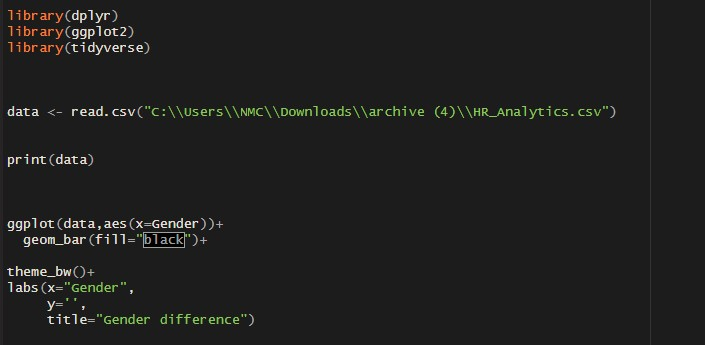 library(dplyr)
library(ggplot2)
library(tidyverse)
data <- read.csv("C:\\Users\\NMC\\Downloads\\archive (4)\\HR_Analytics.csv")
print(data)
ggplot(data,aes(x=Gender))+
geom_bar(fill="black")+
theme_bw()+
labs(x="Gender",
y='',
title="Gender difference")